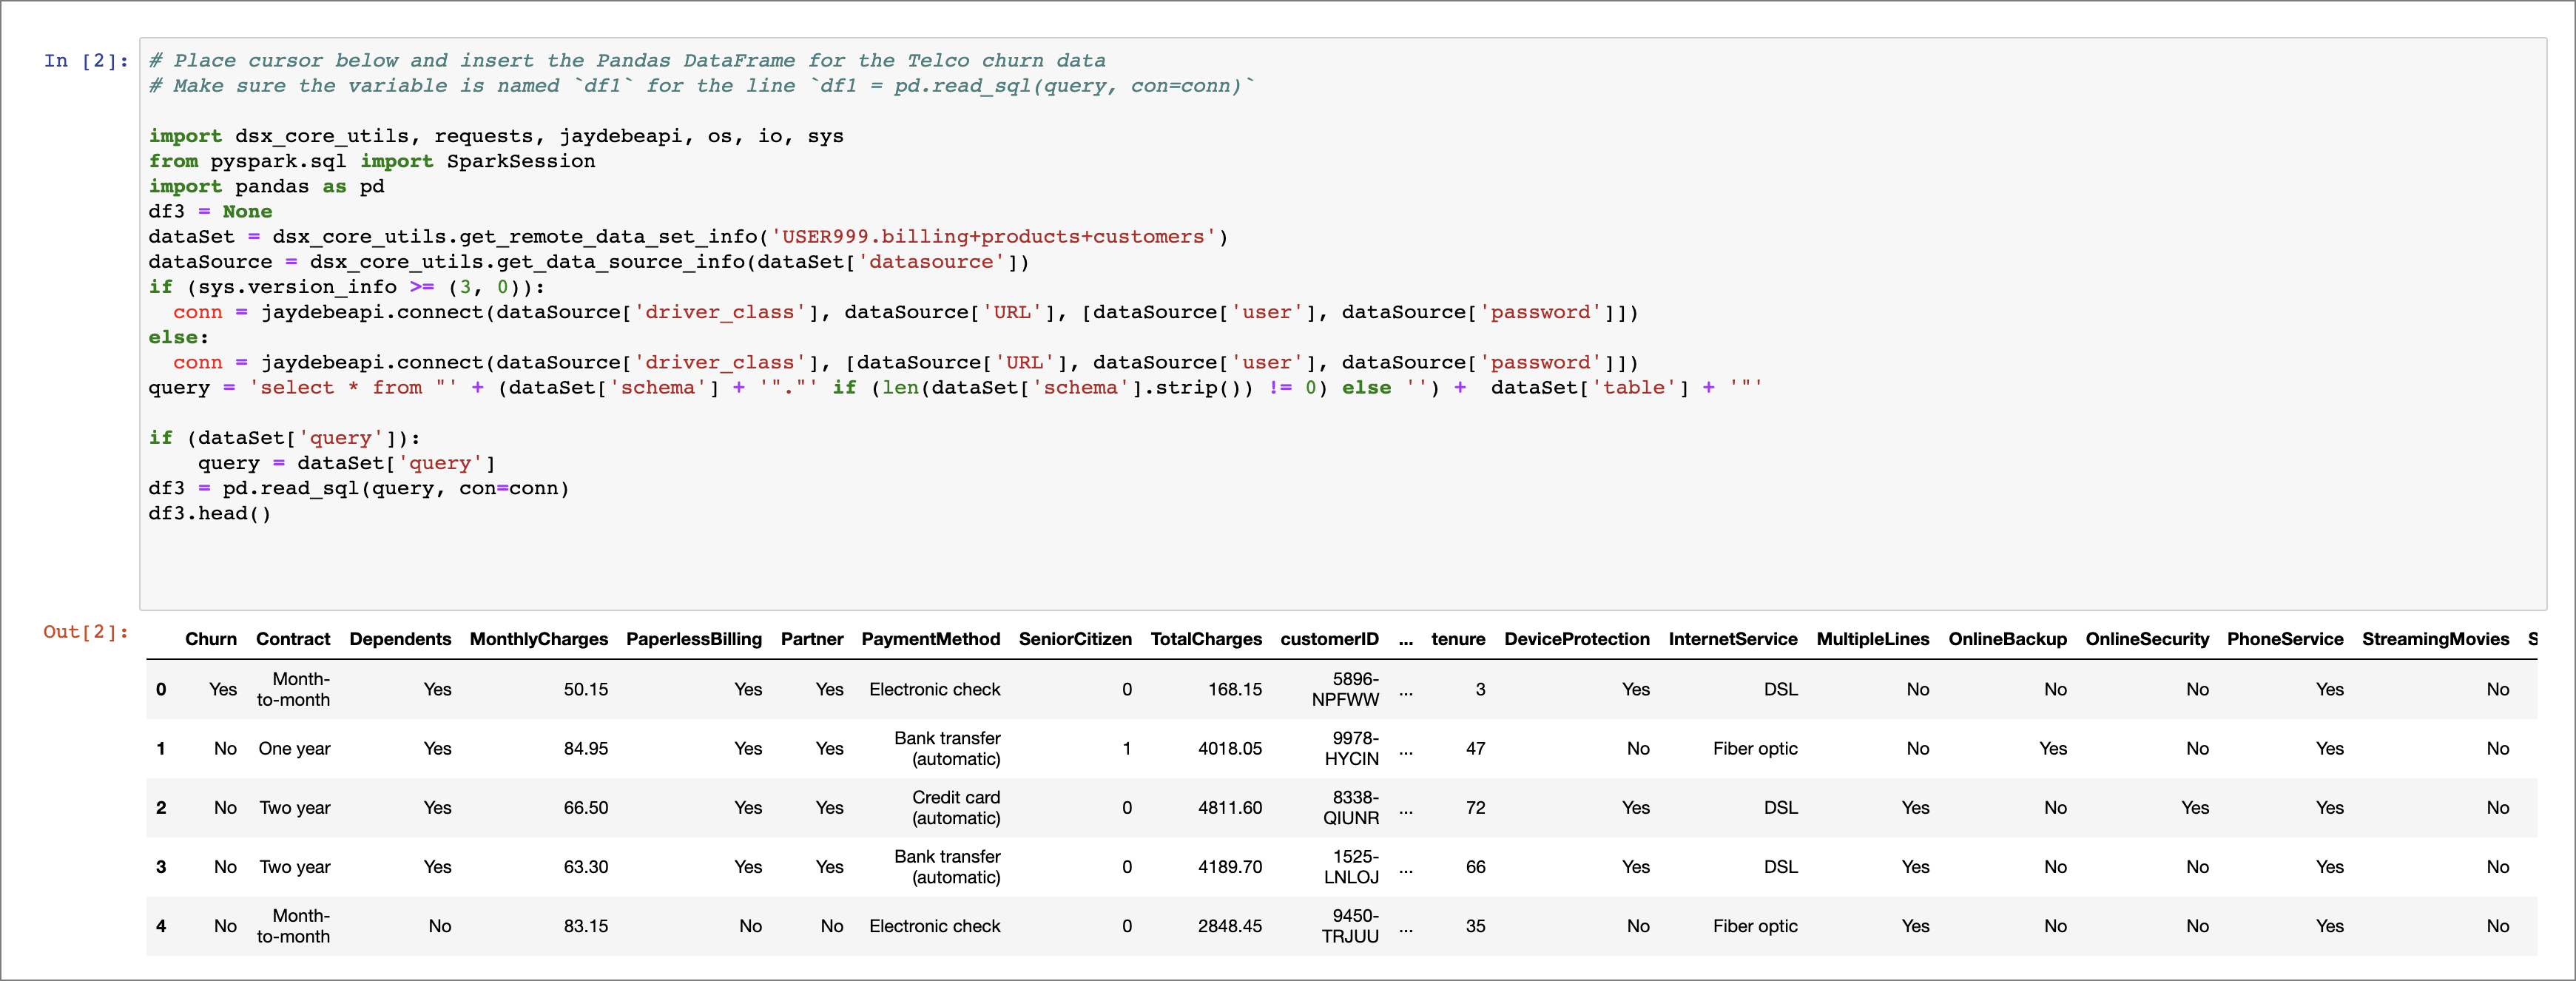 In [2]:
# Place cursor below and insert the Pandas DataFrame for the Telco churn data
# Make sure the variable is named `df1` for the line `df1 = pd.read_sql(query, con=conn)`
import dsx_core_utils, requests, jaydebeapi, os, io, sys
from pyspark.sql import SparkSession
import pandas as pd
df3 = None
dataSet = dsx_core_utils.get_remote_data_set_info('USER999.billing+products+customers')
dataSource = dsx_core_utils.get_data_source_info(dataSet['datasource'])
if (sys.version_info >= (3, 0)):
  conn = jaydebeapi.connect(dataSource['driver_class'], dataSource['URL'], [dataSource['user'], dataSource['password']])
else:
  conn = jaydebeapi.connect(dataSource['driver_class'], [dataSource['URL'], dataSource['user'], dataSource['password']])
query = 'select * from "' + (dataSet['schema'] + '"."' if (len(dataSet['schema'].strip()) != 0) else '') +  dataSet['table'] + '"'
if (dataSet['query']):
    query = dataSet['query']
df3 = pd.read_sql(query, con=conn)
df3.head()
Out[2]:
Churn Contract Dependents MonthlyCharges PaperlessBilling Partner PaymentMethod SeniorCitizen TotalCharges customerID ... tenure DeviceProtection InternetService MultipleLines OnlineBackup OnlineSecurity PhoneService StreamingMovies S
0 Yes Month-to-month Yes 50.15 Yes Yes Electronic check 0 168.15 5896-NPFWW ... 3 Yes DSL No No No Yes No
1 No One year Yes 84.95 Yes Yes Bank transfer (automatic) 1 4018.05 9978-HYCIN ... 47 No Fiber optic No Yes No Yes No
2 No Two year Yes 66.50 Yes Yes Credit card (automatic) 0 4811.60 8338-QIUNR ... 72 Yes DSL Yes No Yes Yes No
3 No Two year Yes 63.30 Yes Yes Bank transfer (automatic) 0 4189.70 1525-LNLOJ ... 66 Yes DSL Yes No No Yes No
4 No Month-to-month No 83.15 No No Electronic check 0 2848.45 9450-TRJUU ... 35 No Fiber optic Yes No No Yes No